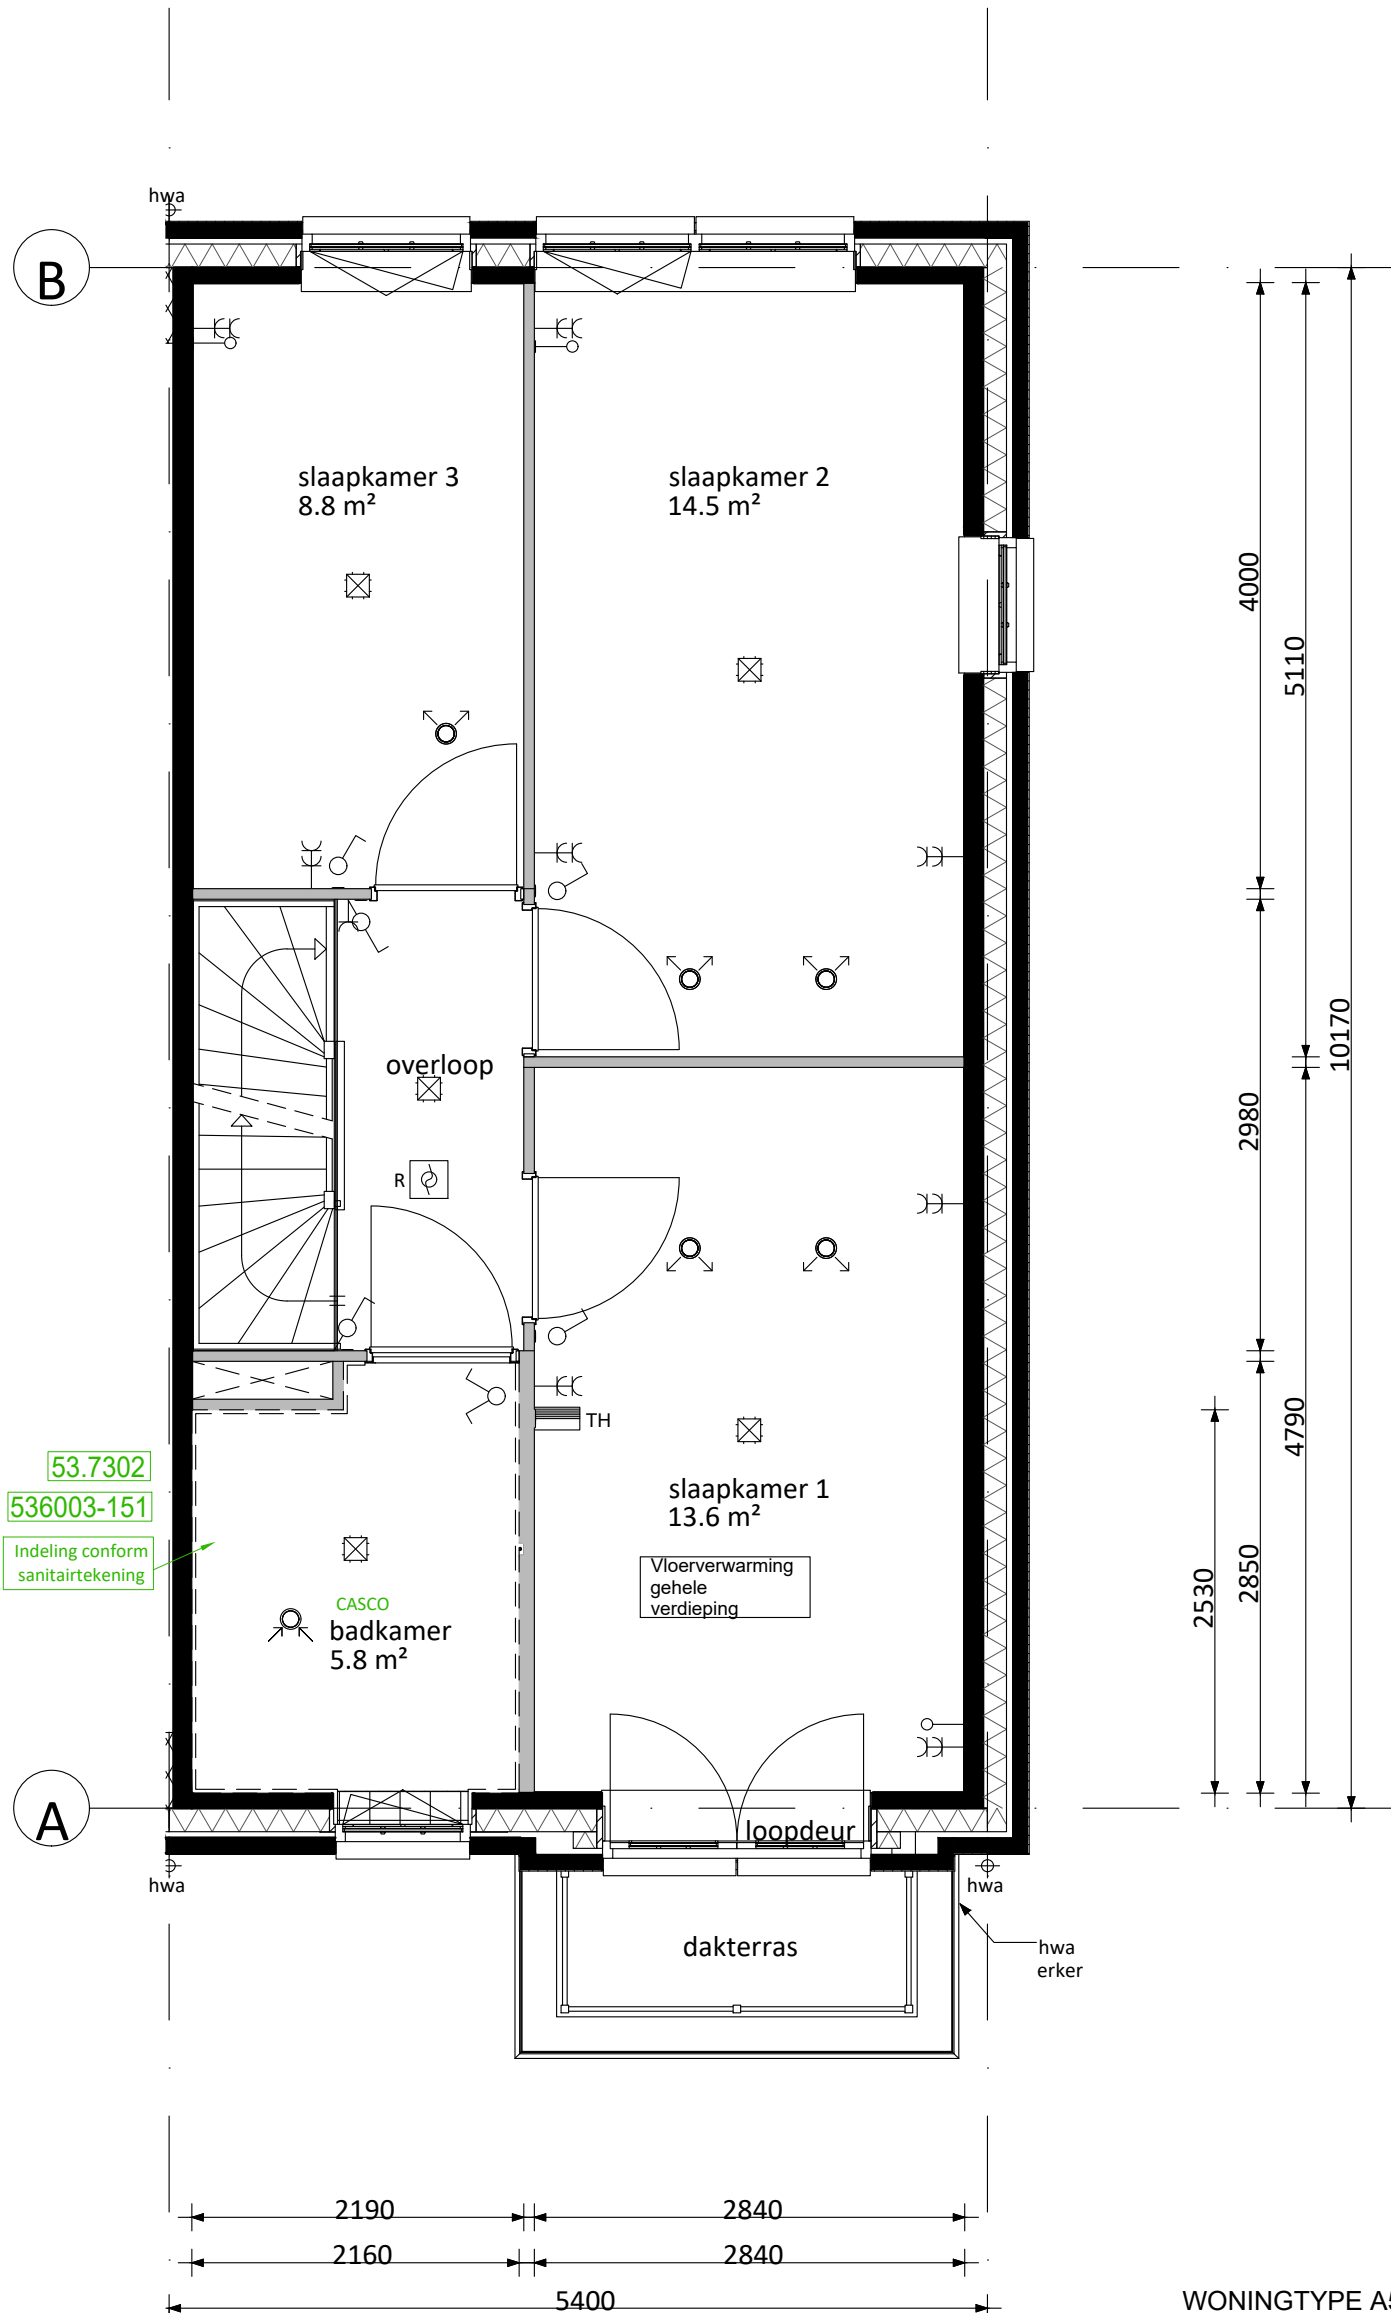 hwa
B
slaapkamer 3
8.8 m²
slaapkamer 2
14.5 m²
4000
5110
10170
overloop
2980
R
TH
4790
53.7302
536003-151
Indeling conform
sanitairtekening
slaapkamer 1
13.6 m²
Vloerverwarming
gehele
verdieping
2530
2850
CASCO
badkamer
5.8 m²
A
loopdeur
hwa
hwa
dakterras
hwa
erker
2190
2840
2160
2840
5400
WONINGTYPE